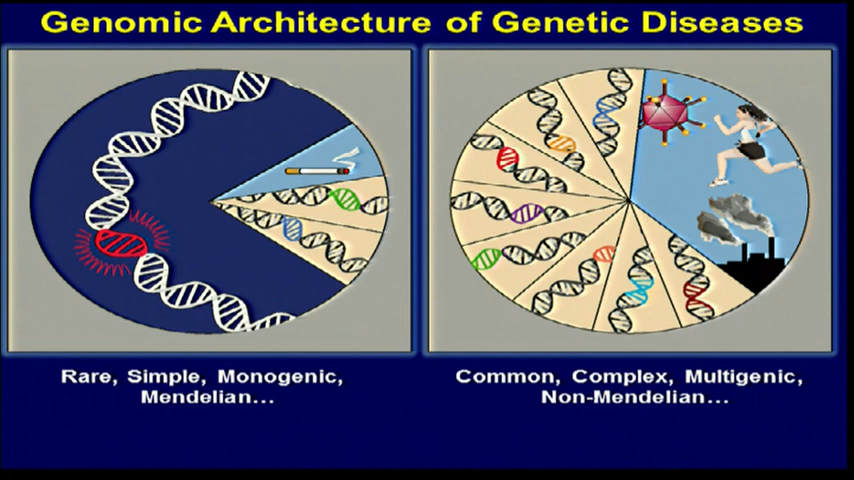 Genomic Architecture of Genetic Diseases
Rare, Simple, Monogenic,
Mendelian...
Common, Complex, Multigenic,
Non-Mendelian...